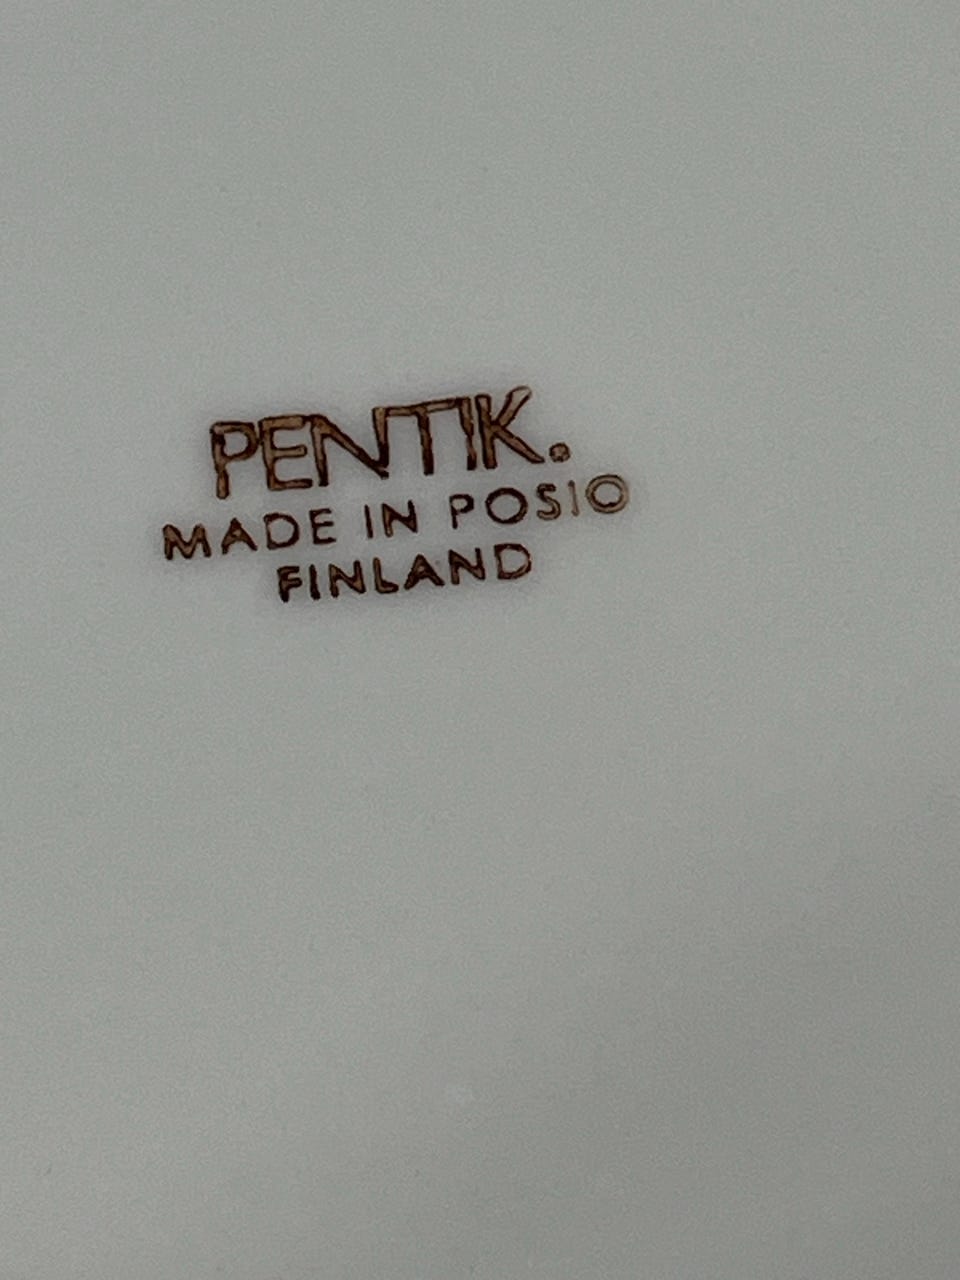 PENTIK.
MADE IN POSIO
FINLAND